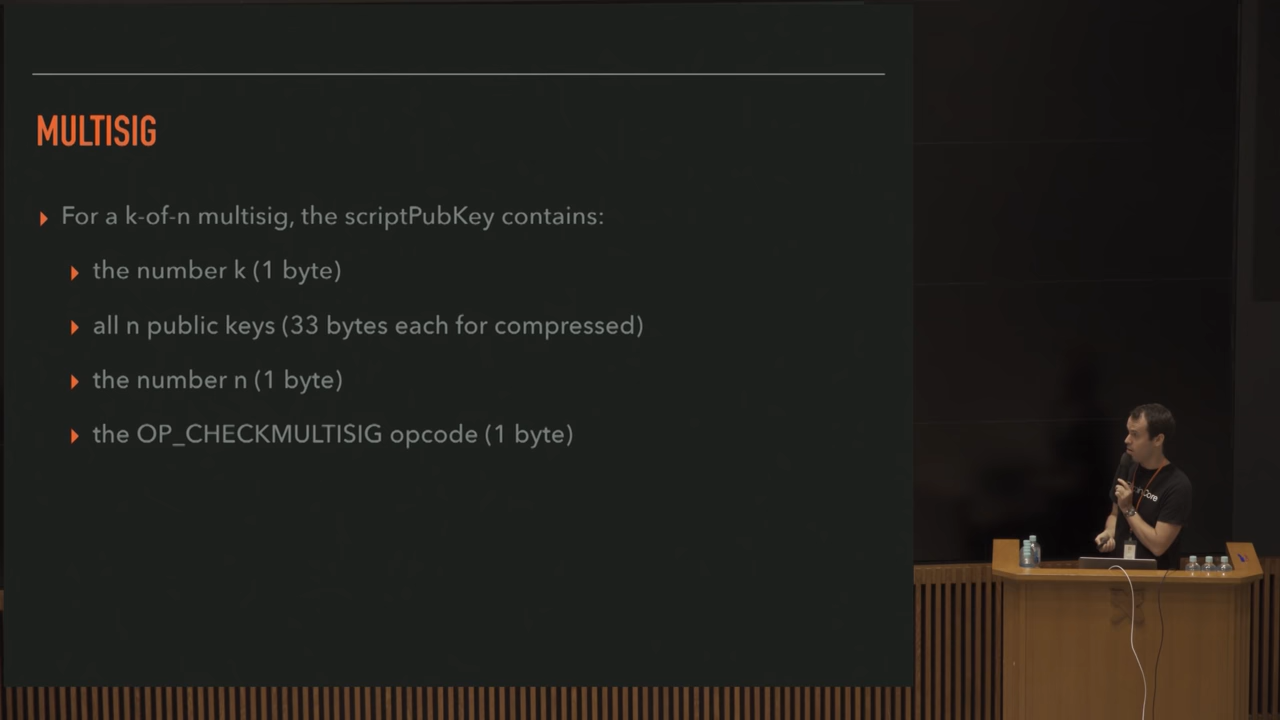 MULTISIG
For a k-of-n multisig, the scriptPubKey contains:
the number k (1 byte)
all n public keys (33 bytes each for compressed)
the number n (1 byte)
the OP_CHECKMULTISIG opcode (1 byte)
Core